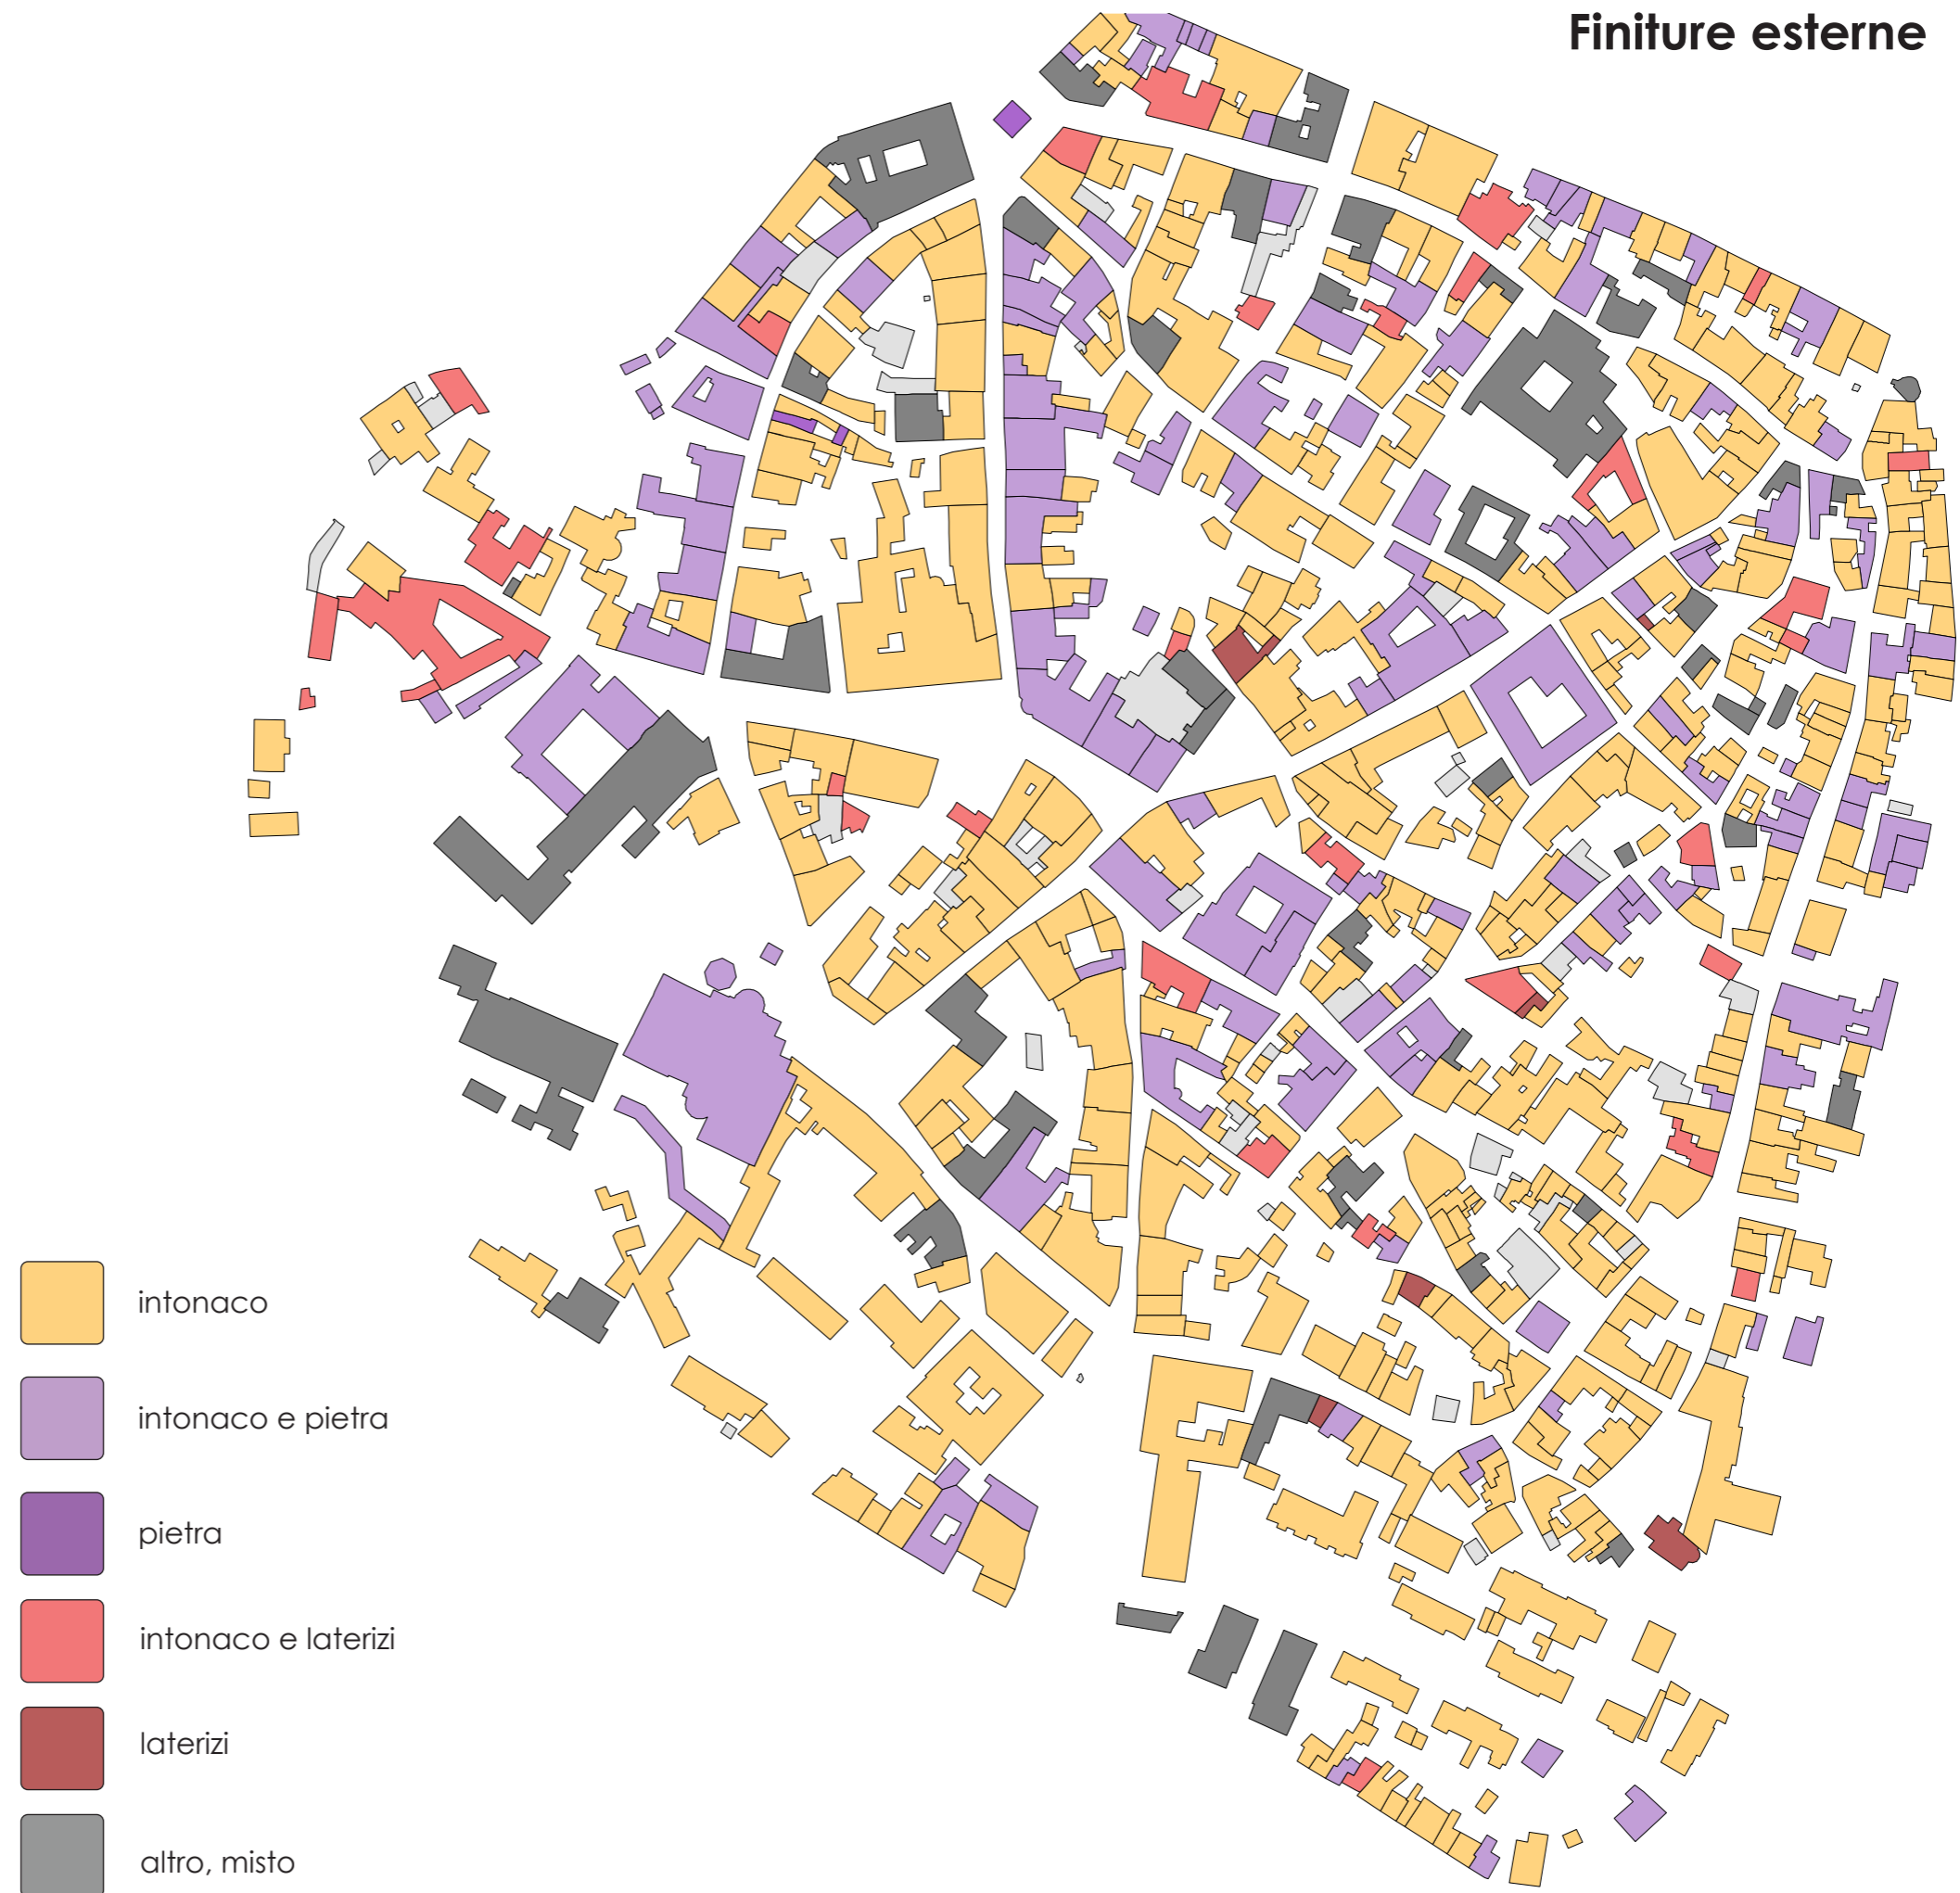 Finiture esterne
intonaco
intonaco e pietra
pietra
intonaco e laterizi
laterizi
altro, misto